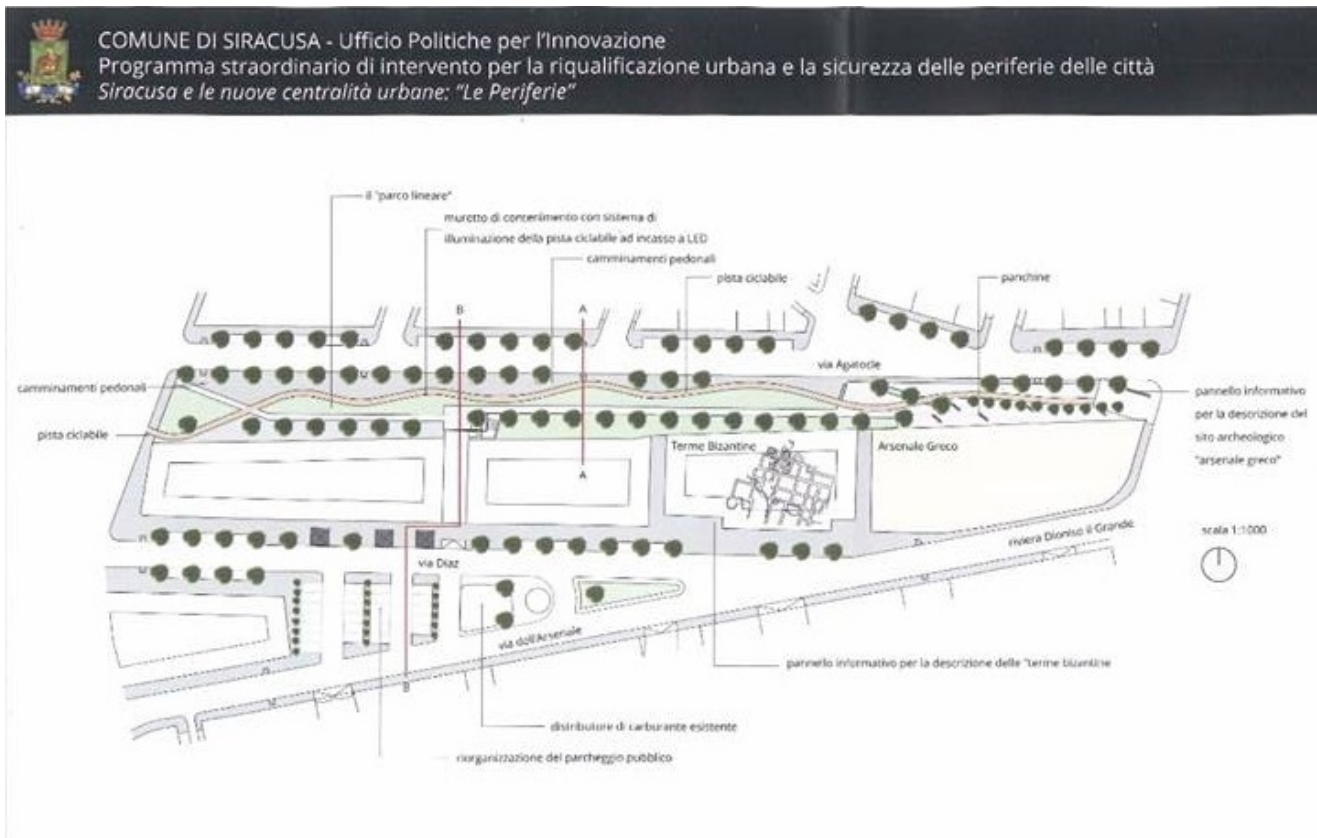 COMUNE DI SIRACUSA - Ufficio Politiche per l'Innovazione
Programma straordinario di intervento per la riqualificazione urbana e la sicurezza delle periferie delle città
Siracusa e le nuove centralità urbane: "Le Periferie"
il "parco lineare"
muretto di contenimento con sistema di
illuminazione della pista ciclabile ad incasso a LED
camminamenti pedonali
pista ciclabile
panchine
B
A
via Agatocle
camminamenti pedonali
pista ciclabile
pannello informativo
per la descrizione del
sito archeologico
"arsenale greco"
Terme Bizantine
Arsenale Greco
A
scala 1:1000
riviera Dioniso il Grande
via Diaz
via dell'Arsenale
B
pannello informativo per la descrizione delle "terme bizantine
distributore di carburante esistente
riorganizzazione del parcheggio pubblico